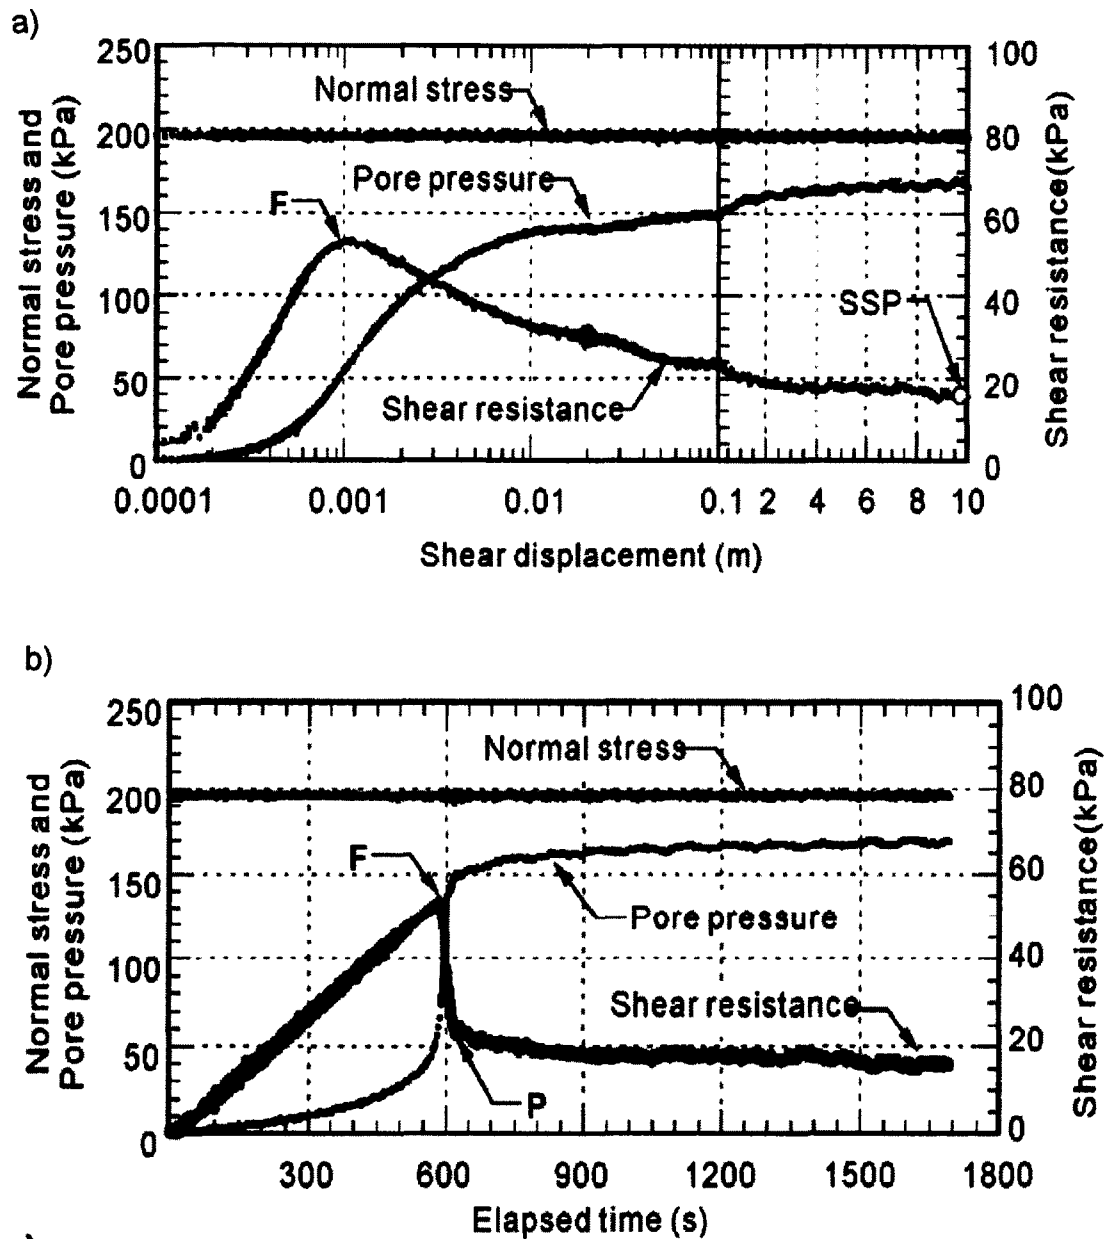 a)
250
200
150
100
50
0
Normal stress and
Pore pressure (kPa)
100
80
60
40
20
0
Shear resistance(kPa)
Normal stress
Pore pressure
F
SSP
Shear resistance
0.0001 0.001 0.01 0.1 2 4 6 8 10
Shear displacement (m)
b)
250
200
150
100
50
0
Normal stress and
Pore pressure (kPa)
100
80
60
40
20
0
Shear resistance(kPa)
Normal stress
F
Pore pressure
Shear resistance
P
300 600 900 1200 1500 1800
Elapsed time (s)